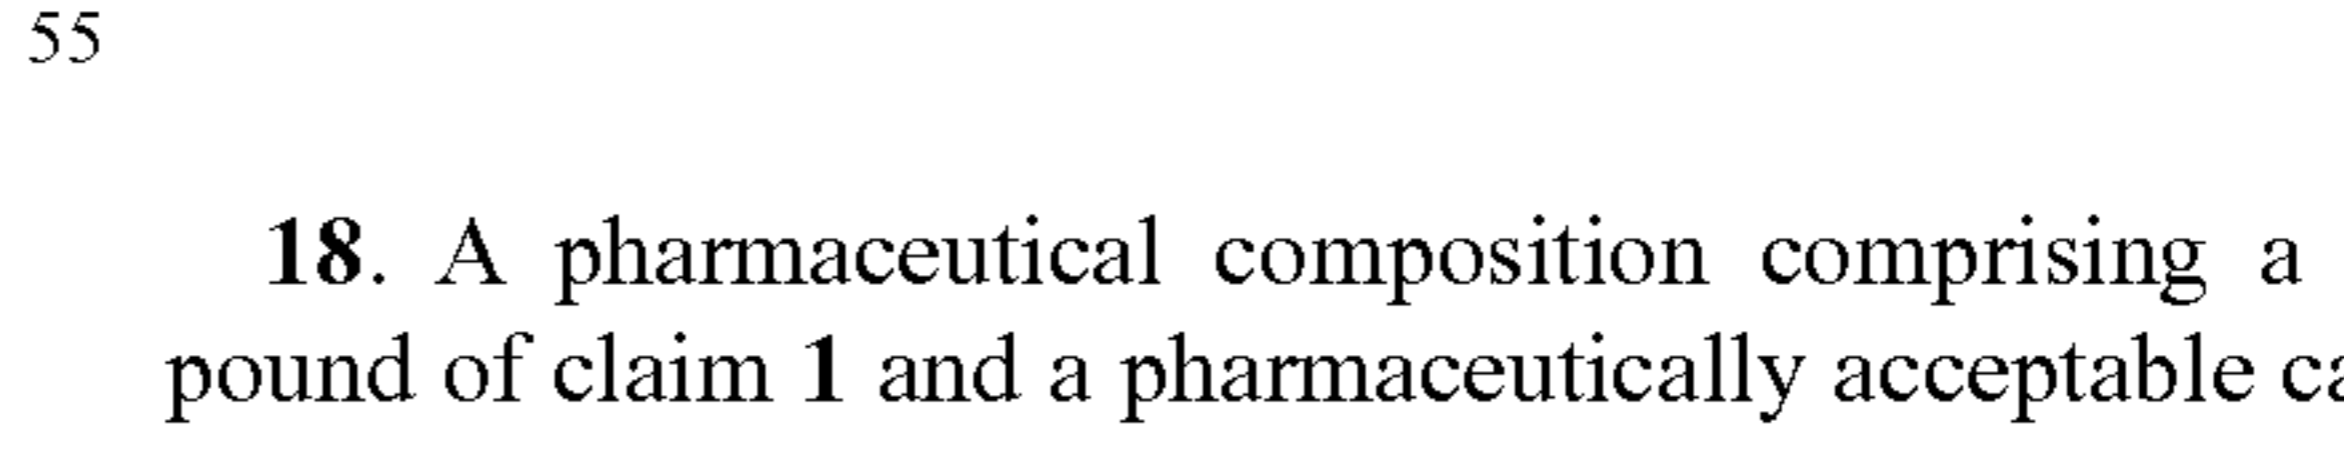 55
18. A pharmaceutical composition comprising a
pound of claim 1 and a pharmaceutically acceptable